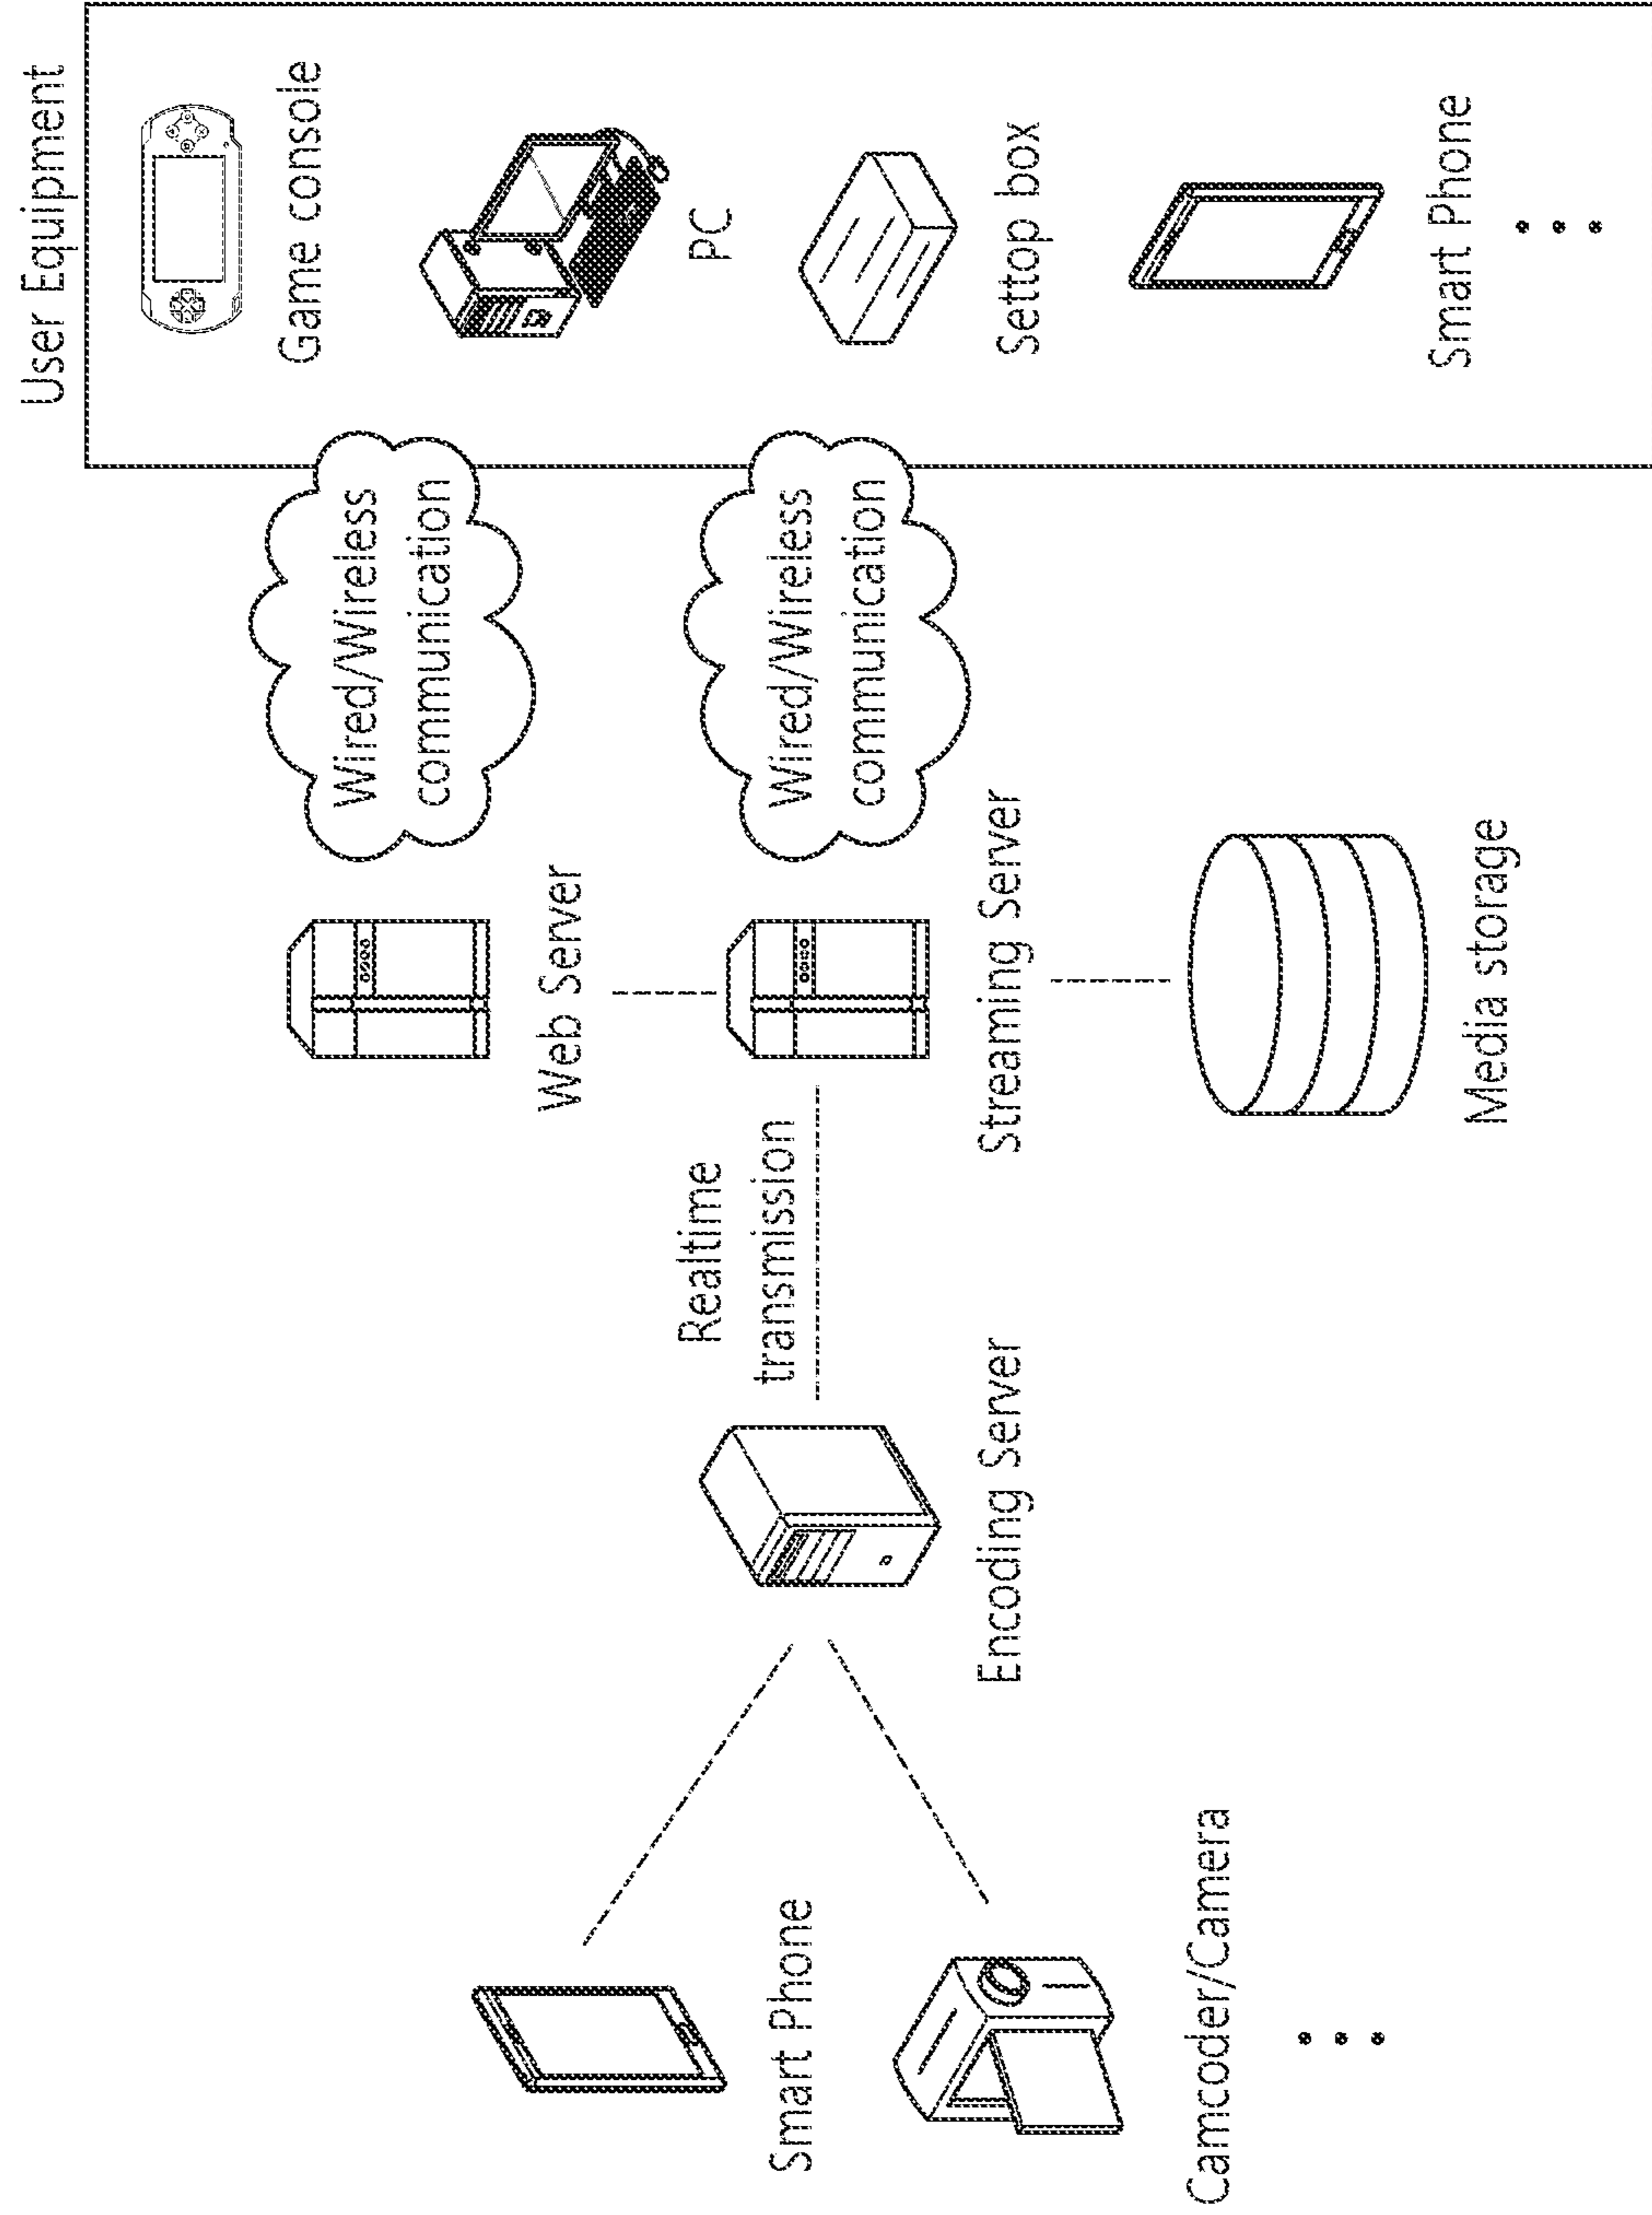 Smart Phone
Camcoder/Camera
Encoding Server
Realtime
transmission
Web Server
Streaming Server
Media storage
Wired/Wireless
communication
Wired/Wireless
communication
User Equipment
Game console
PC
Settop box
Smart Phone